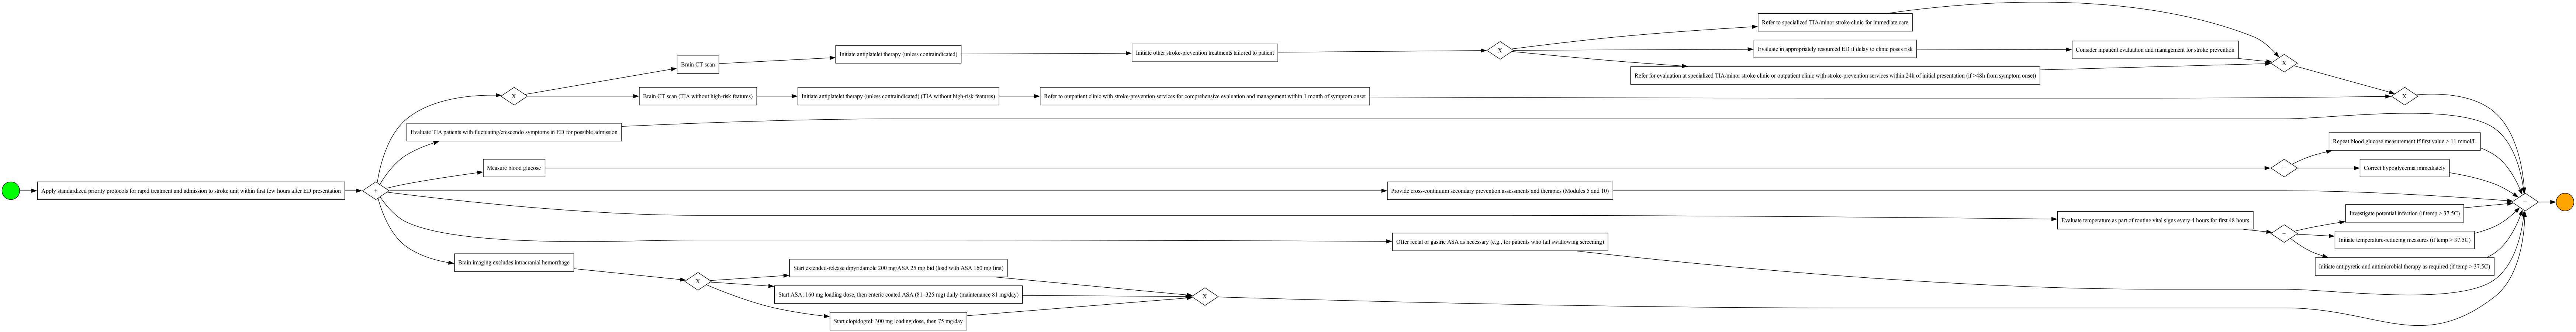 Refer to specialized TIA/minor stroke clinic for immediate care
Initiate other stroke-prevention treatments tailored to patient
X
Evaluate in appropriately resourced ED if delay to clinic poses risk
Consider inpatient evaluation and management for stroke prevention
Initiate antiplatelet therapy (unless contraindicated)
Brain CT scan
X
Refer for evaluation at specialized TIA/minor stroke clinic or outpatient clinic with stroke-prevention services within 24h of initial presentation (if >48h from symptom onset)
X
Brain CT scan (TIA without high-risk features)
Initiate antiplatelet therapy (unless contraindicated) (TIA without high-risk features)
Refer to outpatient clinic with stroke-prevention services for comprehensive evaluation and management within 1 month of symptom onset
X
Evaluate TIA patients with fluctuating/crescendo symptoms in ED for possible admission
Repeat blood glucose measurement if first value > 11 mmol/L
Measure blood glucose
+
Correct hypoglycemia immediately
Apply standardized priority protocols for rapid treatment and admission to stroke unit within first few hours after ED presentation
+
Provide cross-continuum secondary prevention assessments and therapies (Modules 5 and 10)
+
Investigate potential infection (if temp > 37.5C)
Evaluate temperature as part of routine vital signs every 4 hours for first 48 hours
+
Initiate temperature-reducing measures (if temp > 37.5C)
Offer rectal or gastric ASA as necessary (e.g., for patients who fail swallowing screening)
Initiate antipyretic and antimicrobial therapy as required (if temp > 37.5C)
Brain imaging excludes intracranial hemorrhage
Start extended-release dipyridamole 200 mg/ASA 25 mg bid (load with ASA 160 mg first)
X
Start ASA: 160 mg loading dose, then enteric coated ASA (81–325 mg) daily (maintenance 81 mg/day)
X
Start clopidogrel: 300 mg loading dose, then 75 mg/day